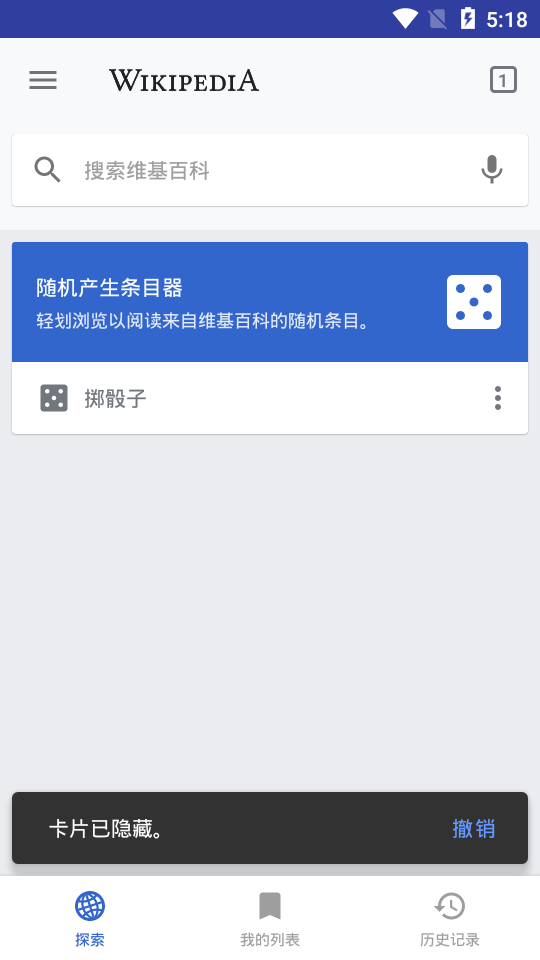 5:18
WIKIPEDIA
1
搜索维基百科
随机产生条目器
轻划浏览以阅读来自维基百科的随机条目。
掷骰子
卡片已隐藏。
撤销
探索
我的列表
历史记录